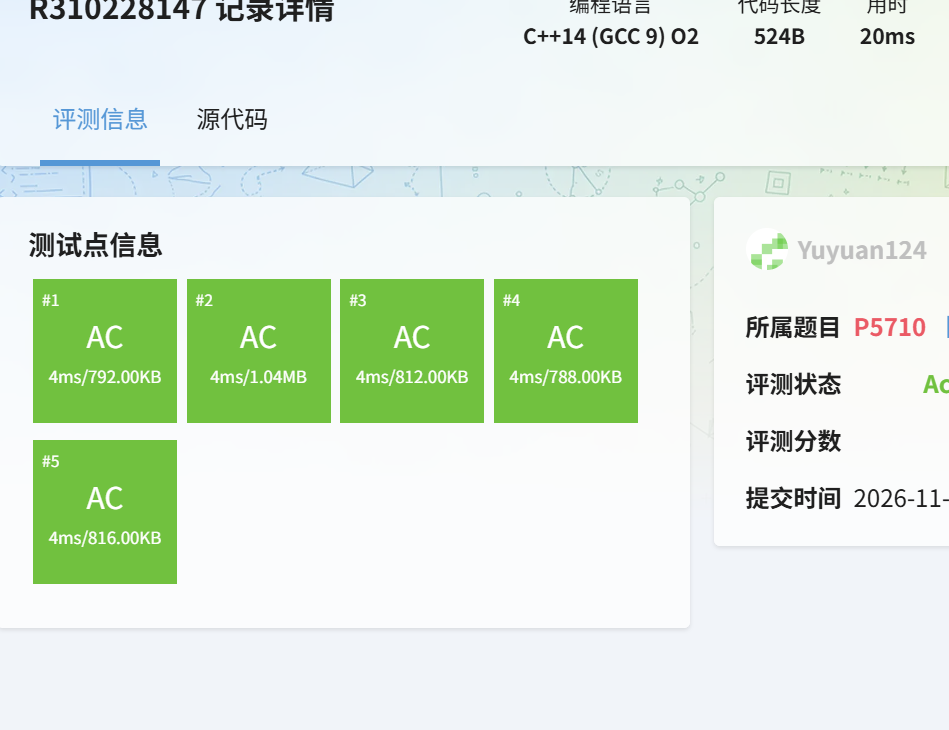 R310228147 记录详情
编程语言 代码长度 用时
C++14 (GCC 9) O2 524B 20ms
评测信息 源代码
测试点信息
#1 #2 #3 #4
AC AC AC AC
4ms/792.00KB 4ms/1.04MB 4ms/812.00KB 4ms/788.00KB
#5
AC
4ms/816.00KB
Yuyuan124
所属题目 P5710
评测状态 Ac
评测分数
提交时间 2026-11-